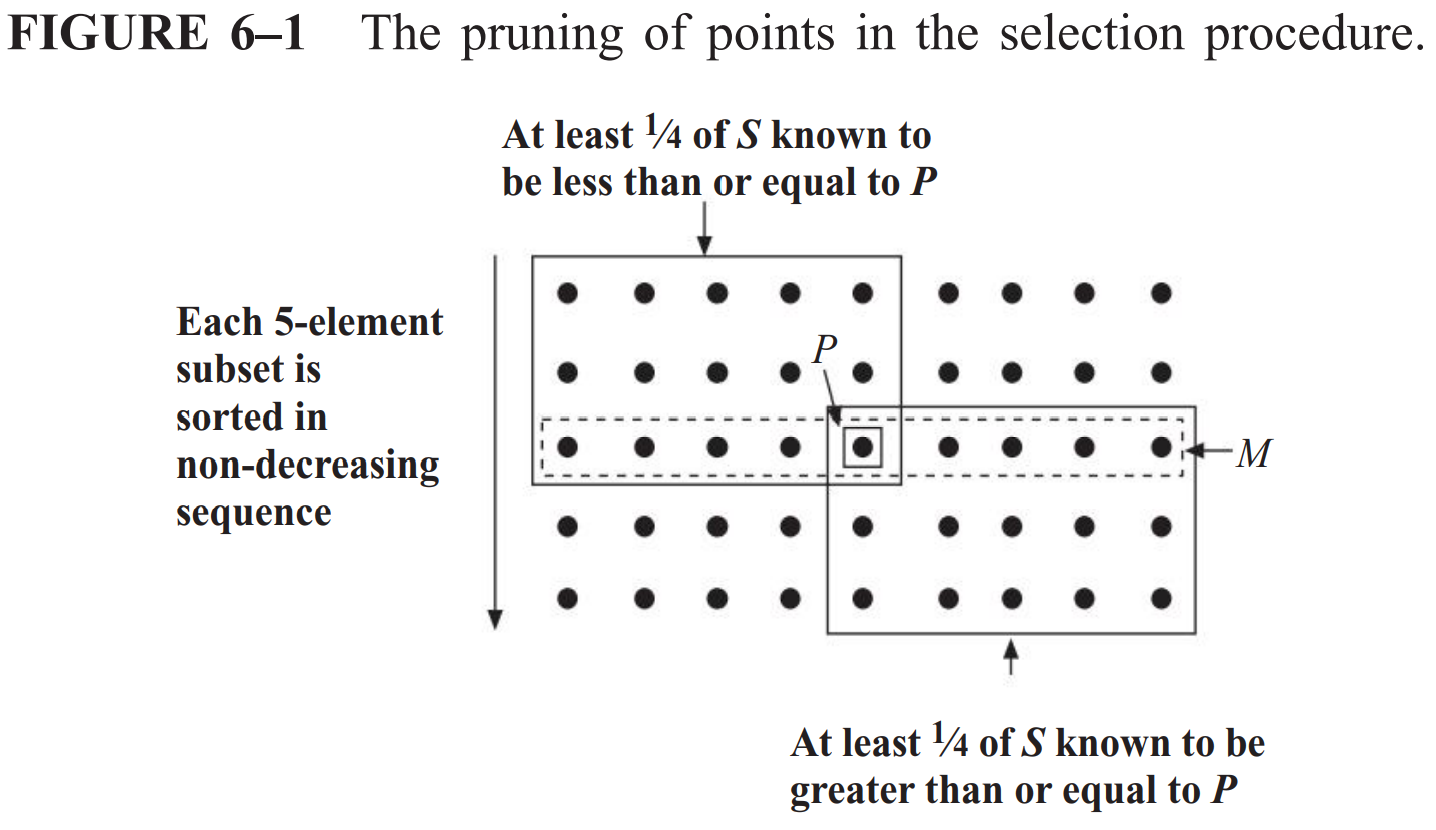 FIGURE 6–1 The pruning of points in the selection procedure.
At least ¼ of S known to
be less than or equal to P
Each 5-element
subset is
sorted in
non-decreasing
sequence
P
M
At least ¼ of S known to be
greater than or equal to P